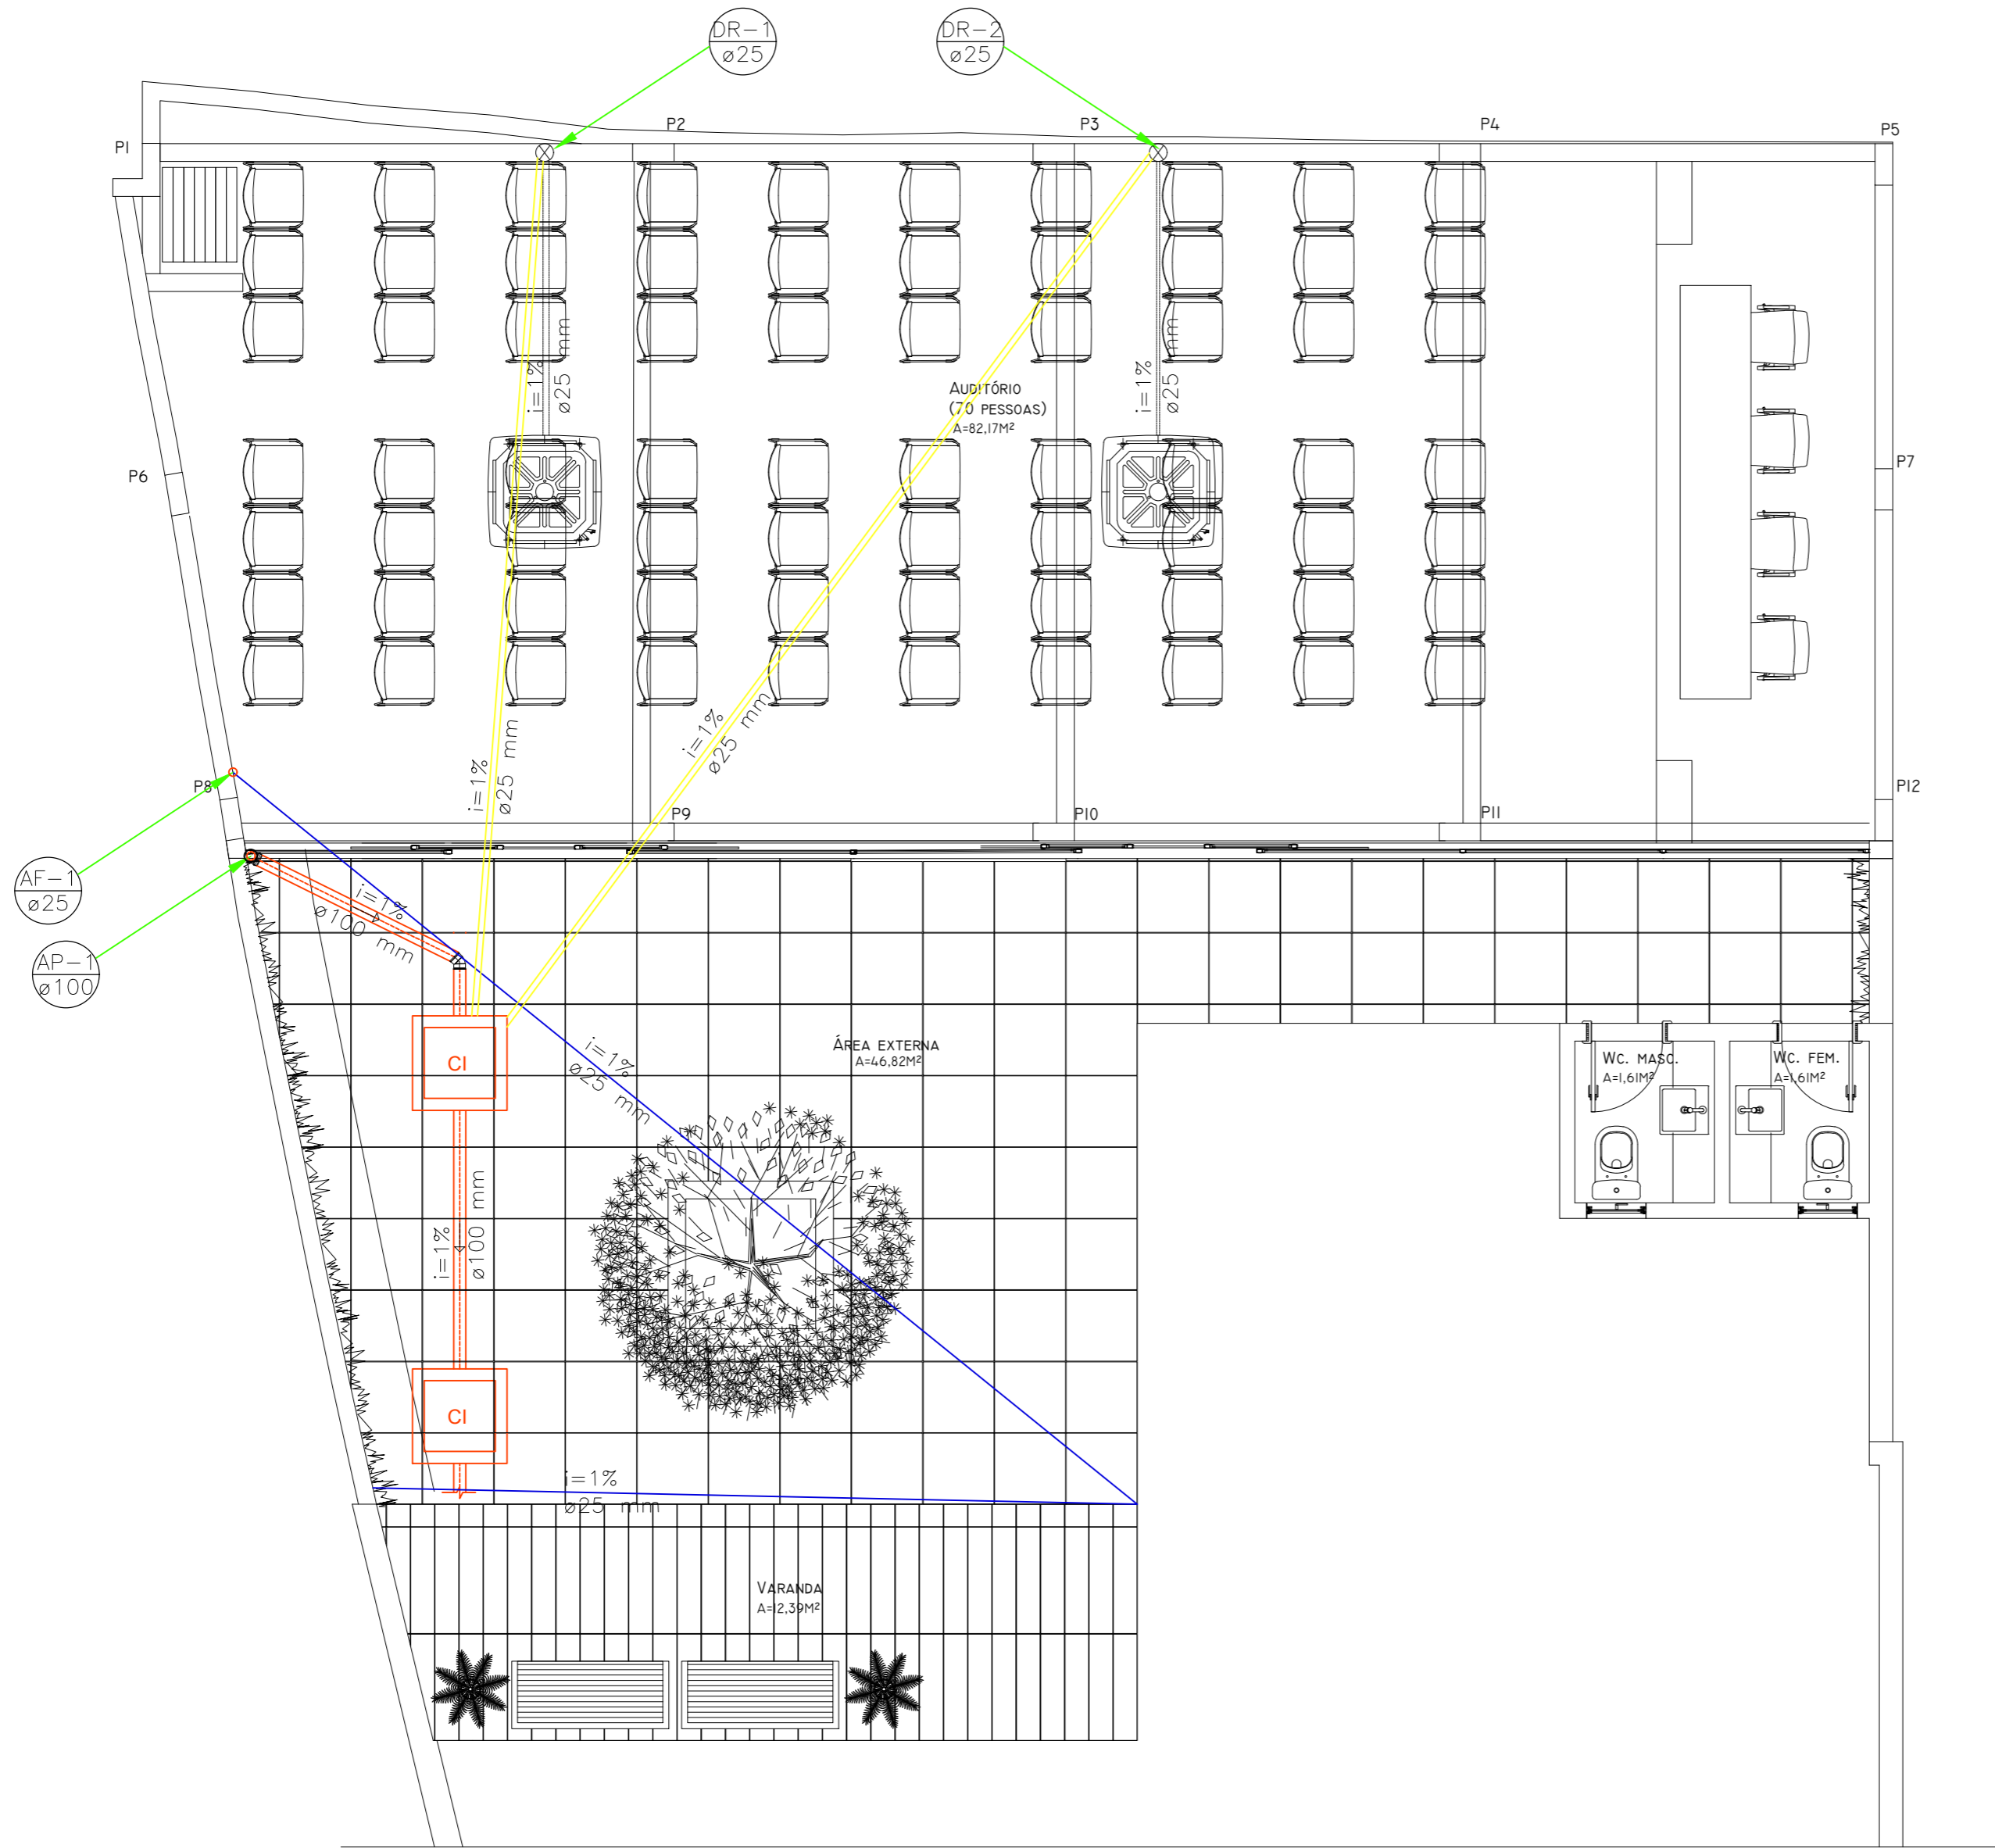 DR-1
ø25
DR-2
ø25
P1
P2
P3
P4
P5
i=1%
ø25 mm
AUDITÓRIO
(70 PESSOAS)
A=82,17M²
i=1%
ø25 mm
P6
P7
i=1%
ø25 mm
i=1%
ø25 mm
P8
P9
P10
P11
P12
AF-1
ø25
AP-1
ø100
i=1%
ø100 mm
CI
i=1%
ø25 mm
ÁREA EXTERNA
A=46,82M²
WC. MASC.
A=1,61M²
WC. FEM.
A=1,61M²
i=1%
ø100 mm
CI
i=1%
ø25 mm
VARANDA
A=12,39M²